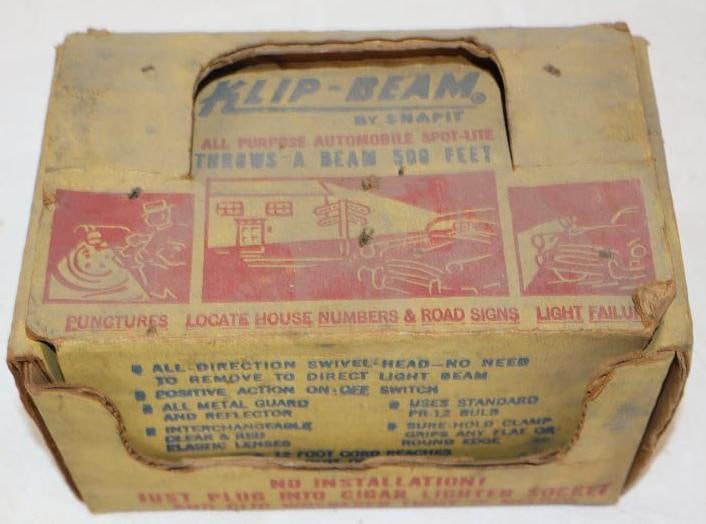 KLIP-BEAM®
BY SNAPIT
ALL PURPOSE AUTOMOBILE SPOT-LITE
THROWS A BEAM 500 FEET
PUNCTURES LOCATE HOUSE NUMBERS & ROAD SIGNS LIGHT FAILU
ALL-DIRECTION SWIVEL HEAD—NO NEED
TO REMOVE TO DIRECT LIGHT BEAM
POSITIVE ACTION ON-OFF SWITCH
ALL METAL GUARD
AND REFLECTOR
INTERCHANGEABLE
CLEAR & RED
PLASTIC LENSES
USES STANDARD
PR-12 BULB
SURE-HOLD CLAMP
GRIPS ANY FLAT OR
ROUND EDGE
12 FOOT CORD REACHES
NO INSTALLATION!
JUST PLUG INTO CIGAR LIGHTER SOCKET